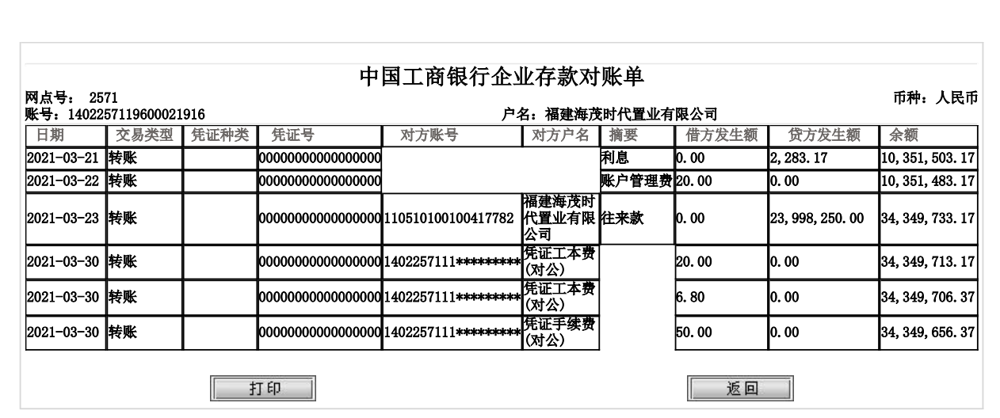 中国工商银行企业存款对账单
网点号： 2571 币种：人民币
账号：1402257119600021916 户名：福建海茂时代置业有限公司
日期 交易类型 凭证种类 凭证号 对方账号 对方户名 摘要 借方发生额 贷方发生额 余额
2021-03-21 转账 00000000000000000 利息 0.00 2,283.17 10,351,503.17
2021-03-22 转账 00000000000000000 账户管理费 20.00 0.00 10,351,483.17
2021-03-23 转账 00000000000000000 110510100100417782 福建海茂时代置业有限公司 往来款 0.00 23,998,250.00 34,349,733.17
2021-03-30 转账 00000000000000000 1402257111********* 凭证工本费(对公) 20.00 0.00 34,349,713.17
2021-03-30 转账 00000000000000000 1402257111********* 凭证工本费(对公) 6.80 0.00 34,349,706.37
2021-03-30 转账 00000000000000000 1402257111********* 凭证手续费(对公) 50.00 0.00 34,349,656.37
打印 返回